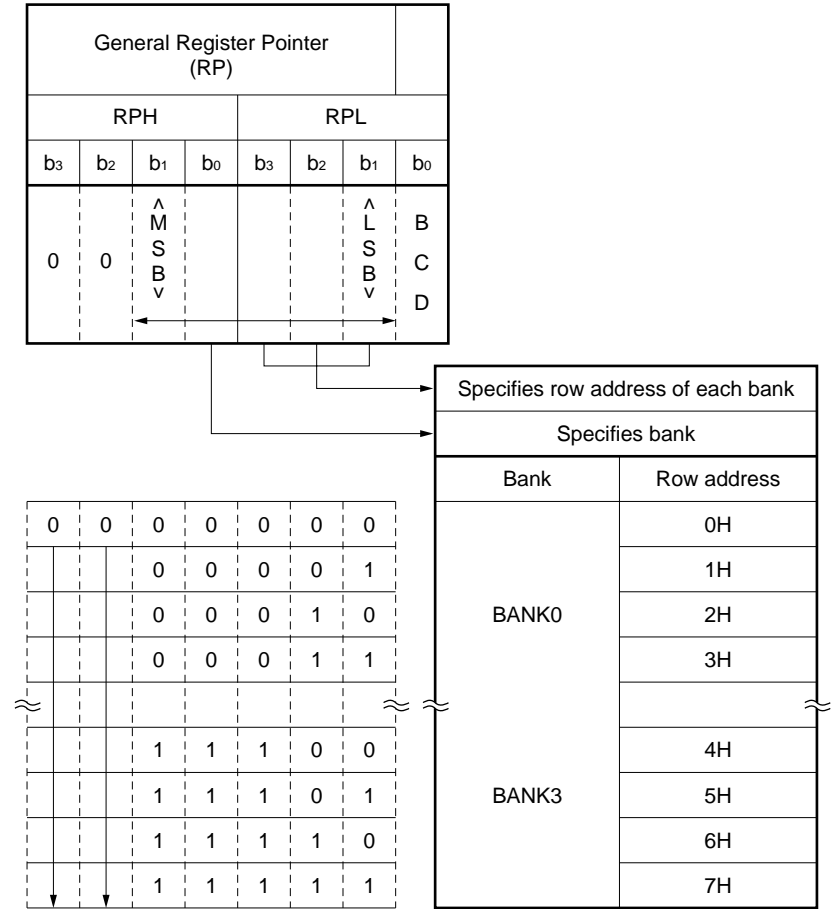 General Register Pointer
(RP)
RPH RPL
b3 b2 b1 b0 b3 b2 b1 b0
0 0 <MSB> <LSB> BCD
Specifies row address of each bank
Specifies bank
Bank Row address
0 0 0 0 0 0 0 0H
0 0 0 0 1 1H
0 0 0 1 0 BANK0 2H
0 0 0 1 1 3H
1 1 1 0 0 4H
1 1 1 0 1 BANK3 5H
1 1 1 1 0 6H
1 1 1 1 1 7H